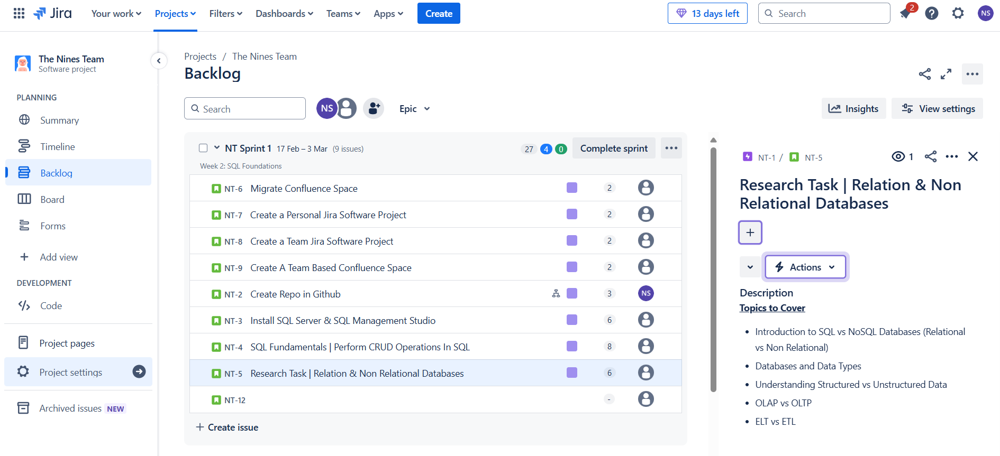 Jira
Your work
Projects
Filters
Dashboards
Teams
Apps
Create
13 days left
Search
2
NS
The Nines Team
Software project
PLANNING
Summary
Timeline
Backlog
Board
Forms
Add view
DEVELOPMENT
Code
Project pages
Project settings
Archived issues NEW
Projects / The Nines Team
Backlog
Search
NS
Epic
Insights
View settings
NT Sprint 1 17 Feb – 3 Mar (9 issues)
27 4 0
Complete sprint
Week 2: SQL Foundations
NT-6 Migrate Confluence Space 2
NT-7 Create a Personal Jira Software Project 2
NT-8 Create a Team Jira Software Project 2
NT-9 Create A Team Based Confluence Space 2
NT-2 Create Repo in Github 3 NS
NT-3 Install SQL Server & SQL Management Studio 6
NT-4 SQL Fundamentals | Perform CRUD Operations In SQL 8
NT-5 Research Task | Relation & Non Relational Databases 6
NT-12 -
Create issue
NT-1 / NT-5
1
Research Task | Relation & Non
Relational Databases
Actions
Description
Topics to Cover
• Introduction to SQL vs NoSQL Databases (Relational
vs Non Relational)
• Databases and Data Types
• Understanding Structured vs Unstructured Data
• OLAP vs OLTP
• ELT vs ETL